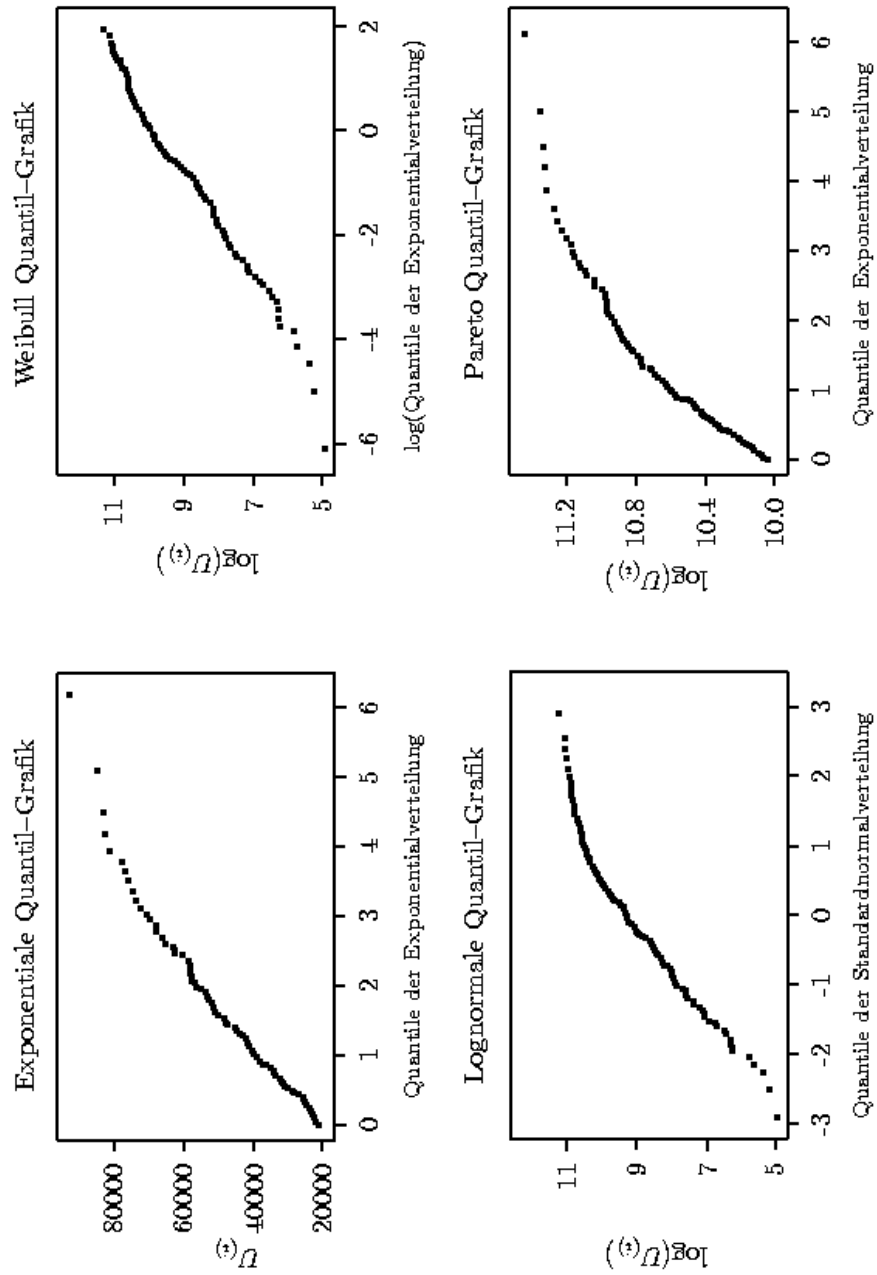 Exponentiale Quantil–Grafik
U(i)
80000
60000
40000
20000
0 1 2 3 4 5 6
Quantile der Exponentialverteilung
Weibull Quantil–Grafik
log(U(i))
11
9
7
5
-6 -4 -2 0 2
log(Quantile der Exponentialverteilung)
Lognormale Quantil–Grafik
log(U(i))
11
9
7
5
-3 -2 -1 0 1 2 3
Quantile der Standardnormalverteilung
Pareto Quantil–Grafik
log(U(i))
11.2
10.8
10.4
10.0
0 1 2 3 4 5 6
Quantile der Exponentialverteilung